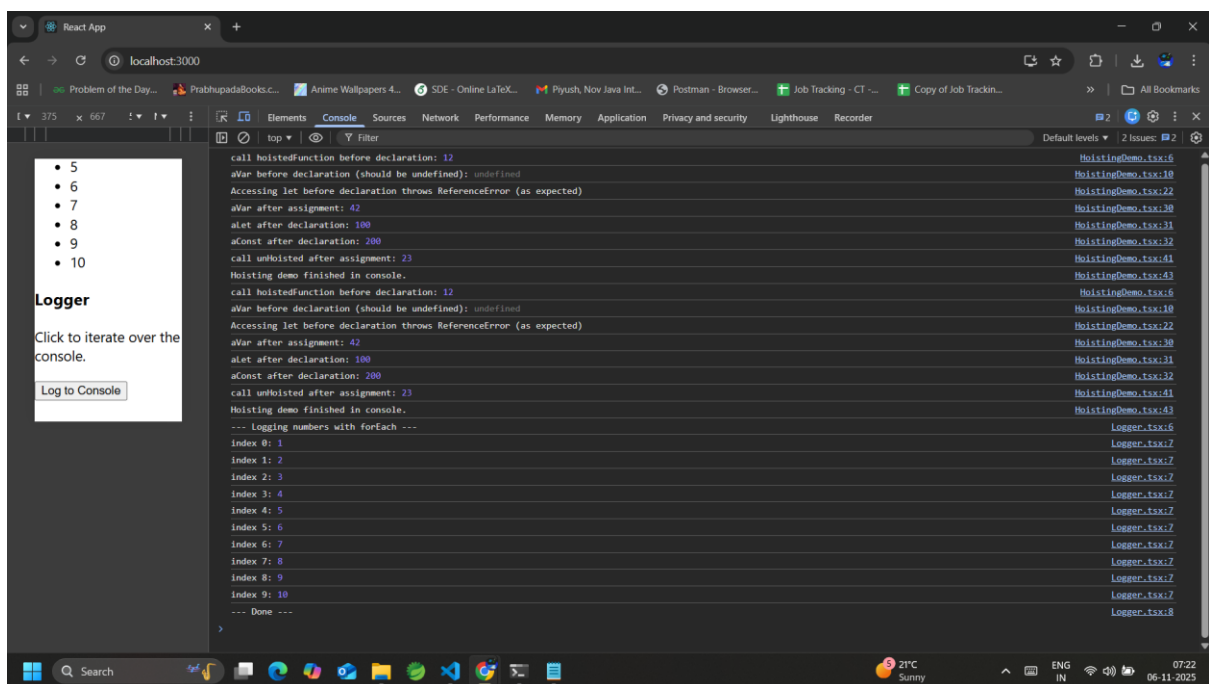 React App
localhost:3000
Problem of the Day... PrabhupadaBooks.c... Anime Wallpapers 4... SDE - Online LaTeX... Piyush, Nov Java Int... Postman - Browser... Job Tracking - CT -... Copy of Job Trackin... » All Bookmarks
375 x 667 Elements Console Sources Network Performance Memory Application Privacy and security Lighthouse Recorder 2
top Filter Default levels 2 Issues: 2
5
6
7
8
9
10
Logger
Click to iterate over the
console.
Log to Console
call hoistedFunction before declaration: 12 HoistingDemo.tsx:6
aVar before declaration (should be undefined): undefined HoistingDemo.tsx:10
Accessing let before declaration throws ReferenceError (as expected) HoistingDemo.tsx:22
aVar after assignment: 42 HoistingDemo.tsx:30
aLet after declaration: 100 HoistingDemo.tsx:31
aConst after declaration: 200 HoistingDemo.tsx:32
call unHoisted after assignment: 23 HoistingDemo.tsx:41
Hoisting demo finished in console. HoistingDemo.tsx:43
call hoistedFunction before declaration: 12 HoistingDemo.tsx:6
aVar before declaration (should be undefined): undefined HoistingDemo.tsx:10
Accessing let before declaration throws ReferenceError (as expected) HoistingDemo.tsx:22
aVar after assignment: 42 HoistingDemo.tsx:30
aLet after declaration: 100 HoistingDemo.tsx:31
aConst after declaration: 200 HoistingDemo.tsx:32
call unHoisted after assignment: 23 HoistingDemo.tsx:41
Hoisting demo finished in console. HoistingDemo.tsx:43
--- Logging numbers with forEach --- Logger.tsx:6
index 0: 1 Logger.tsx:7
index 1: 2 Logger.tsx:7
index 2: 3 Logger.tsx:7
index 3: 4 Logger.tsx:7
index 4: 5 Logger.tsx:7
index 5: 6 Logger.tsx:7
index 6: 7 Logger.tsx:7
index 7: 8 Logger.tsx:7
index 8: 9 Logger.tsx:7
index 9: 10 Logger.tsx:7
--- Done --- Logger.tsx:8
Search 5 21°C ENG 07:22
Sunny IN 06-11-2025